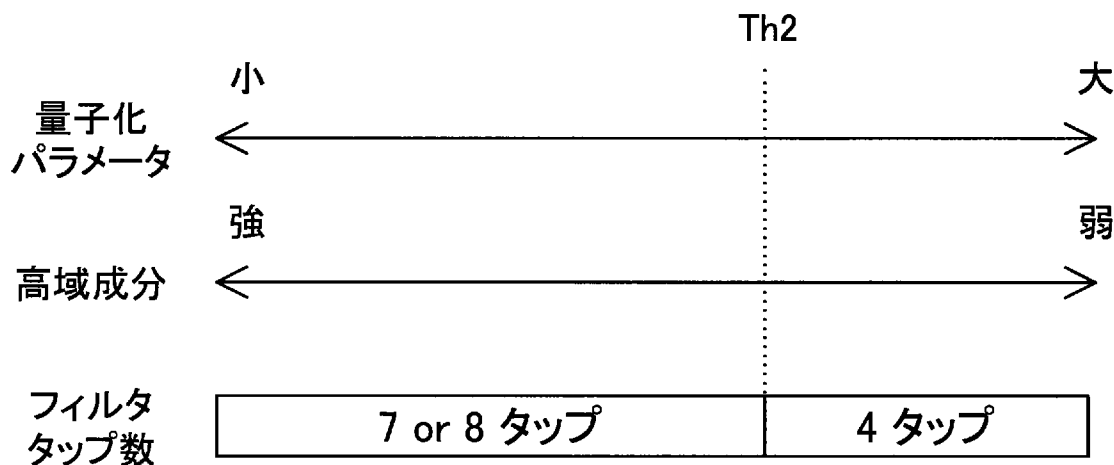 Th2
小
大
量子化
パラメータ
強
弱
高域成分
フィルタ
タップ数
7 or 8 タップ
4 タップ